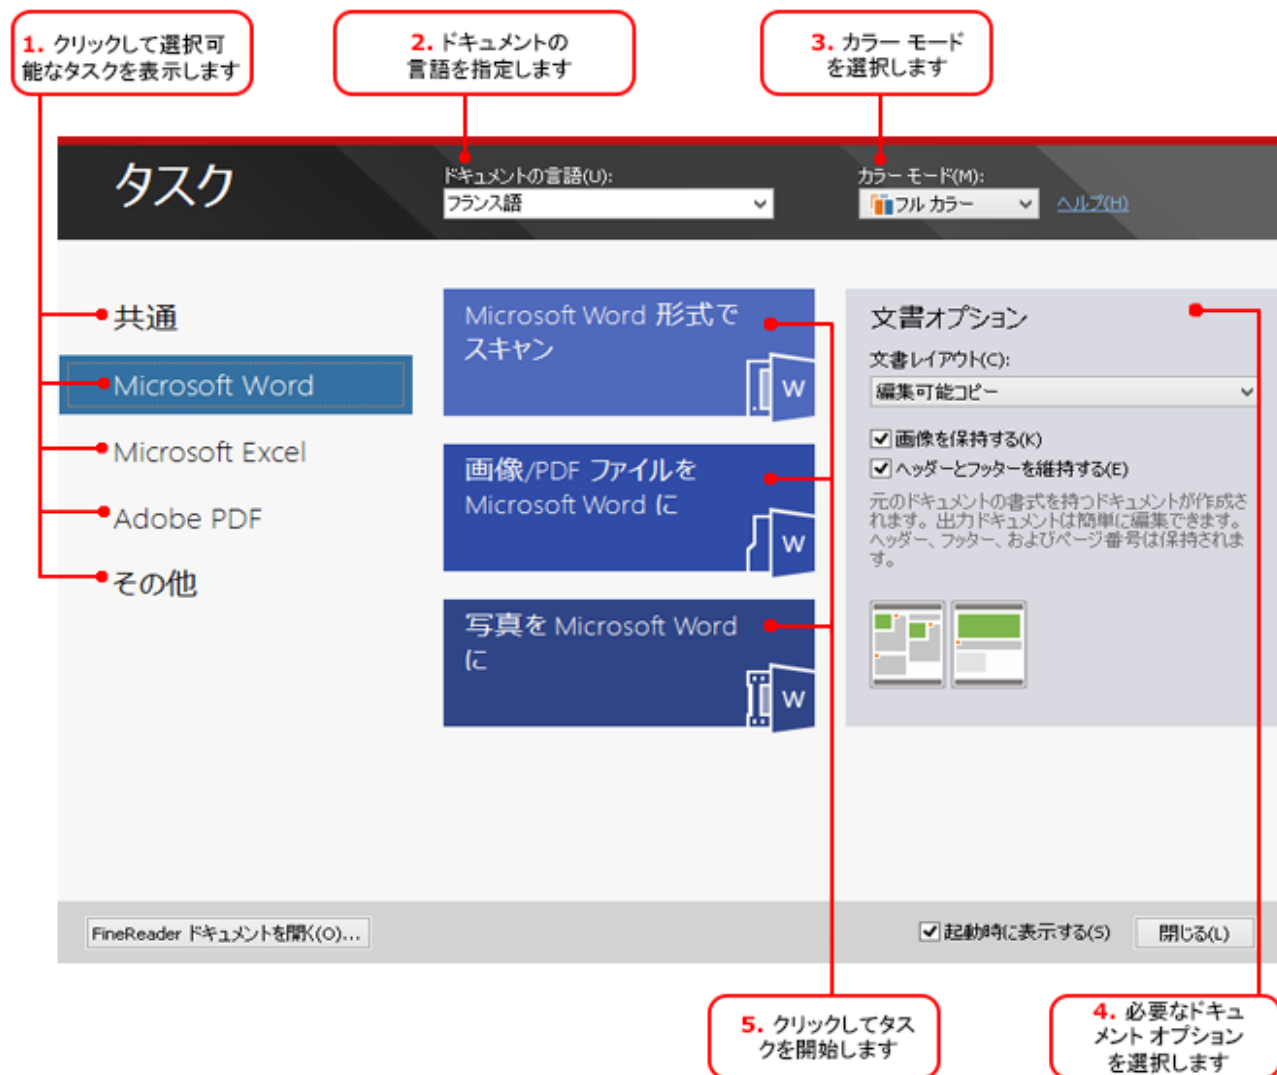 1. クリックして選択可
能なタスクを表示します
2. ドキュメントの
言語を指定します
3. カラー モード
を選択します
タスク
ドキュメントの言語(U):
フランス語
カラー モード(M):
フル カラー
ヘルプ(H)
共通
Microsoft Word
Microsoft Excel
Adobe PDF
その他
Microsoft Word 形式で
スキャン
W
画像/PDF ファイルを
Microsoft Word に
W
写真を Microsoft Word
に
W
文書オプション
文書レイアウト(C):
編集可能コピー
画像を保持する(K)
ヘッダーとフッターを維持する(E)
元のドキュメントの書式を持つドキュメントが作成さ
れます。出力ドキュメントは簡単に編集できます。
ヘッダー、フッター、およびページ番号は保持されま
す。
FineReader ドキュメントを開く(O)...
起動時に表示する(S)
閉じる(L)
5. クリックしてタス
クを開始します
4. 必要なドキュ
メント オプション
を選択します